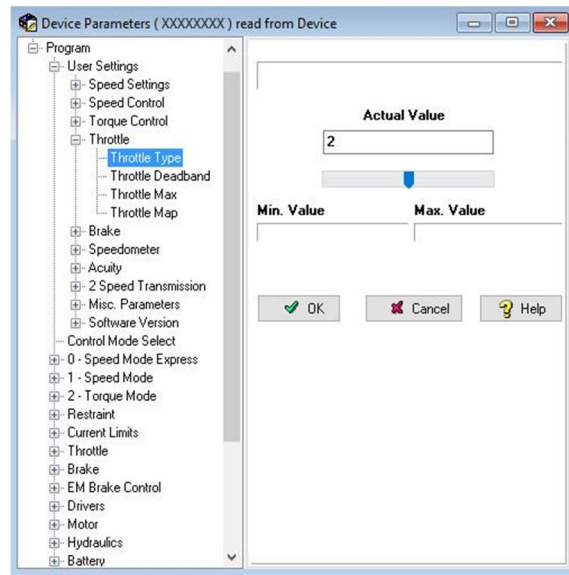 Device Parameters ( XXXXXXXX ) read from Device
Program
User Settings
Speed Settings
Speed Control
Torque Control
Throttle
Throttle Type
Throttle Deadband
Throttle Max
Throttle Map
Brake
Speedometer
Acuity
2 Speed Transmission
Misc. Parameters
Software Version
Control Mode Select
0 - Speed Mode Express
1 - Speed Mode
2 - Torque Mode
Restraint
Current Limits
Throttle
Brake
EM Brake Control
Drivers
Motor
Hydraulics
Battery
Actual Value
2
Min. Value Max. Value
OK Cancel Help